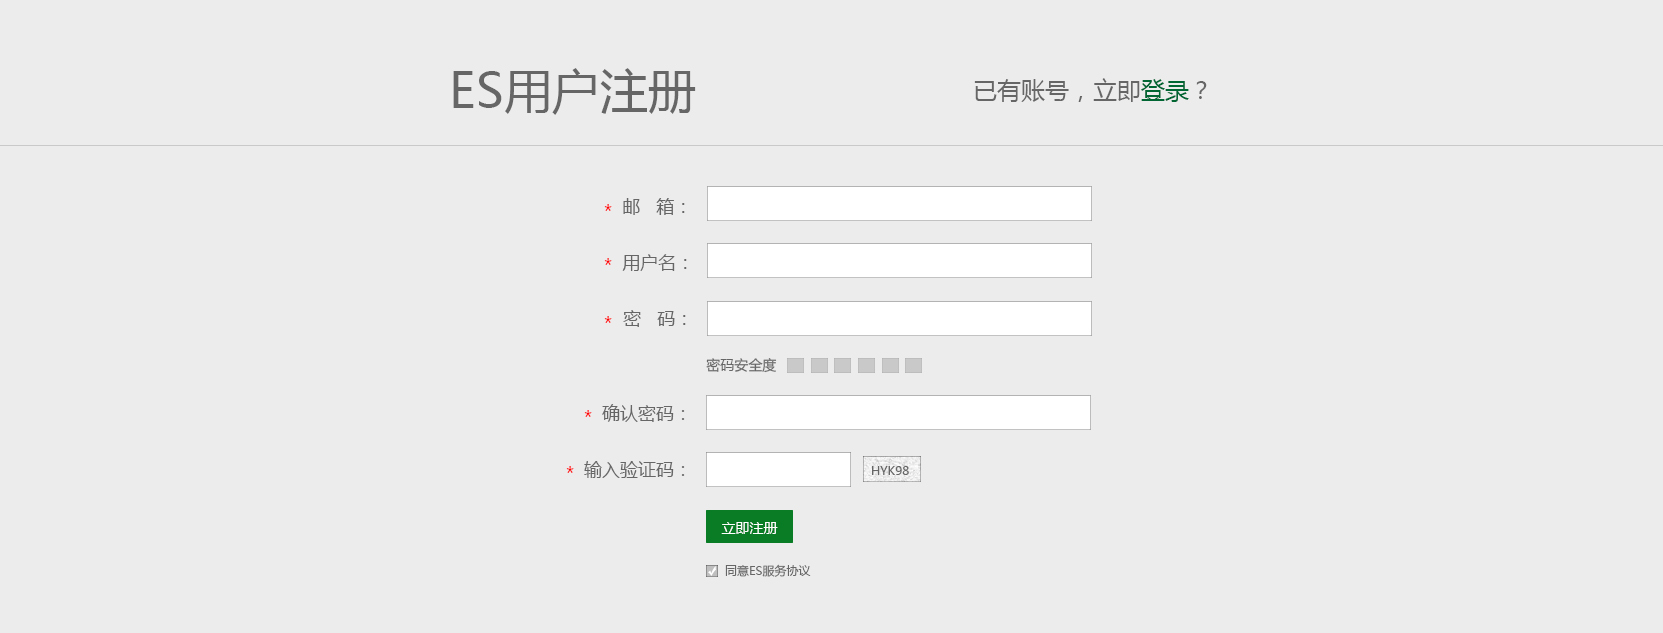 ES用户注册
已有账号，立即登录？
* 邮 箱：
* 用户名：
* 密 码：
密码安全度
* 确认密码：
* 输入验证码： HYK98
立即注册
同意ES服务协议